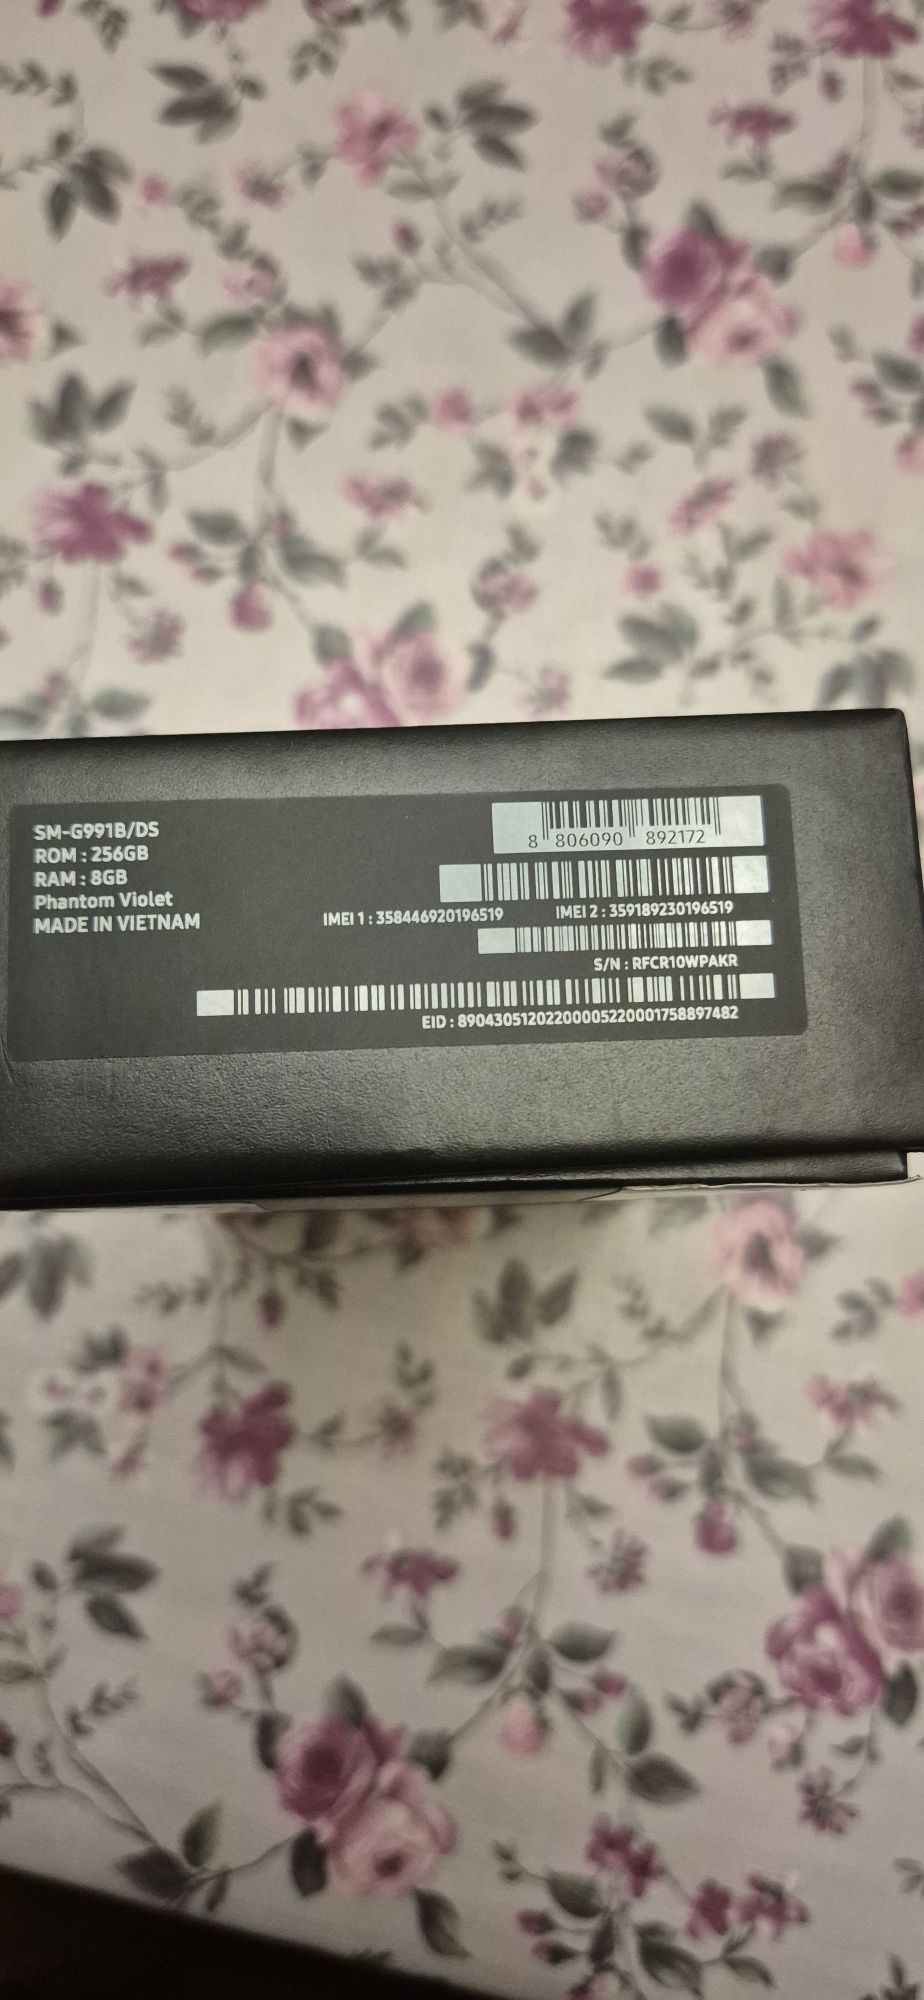 SM-G991B/DS
ROM : 256GB
RAM : 8GB
Phantom Violet
MADE IN VIETNAM
8 806090 892172
IMEI 1 : 358446920196519 IMEI 2 : 359189230196519
S/N : RFCR10WPAKR
EID : 89043051202200005220001758897482